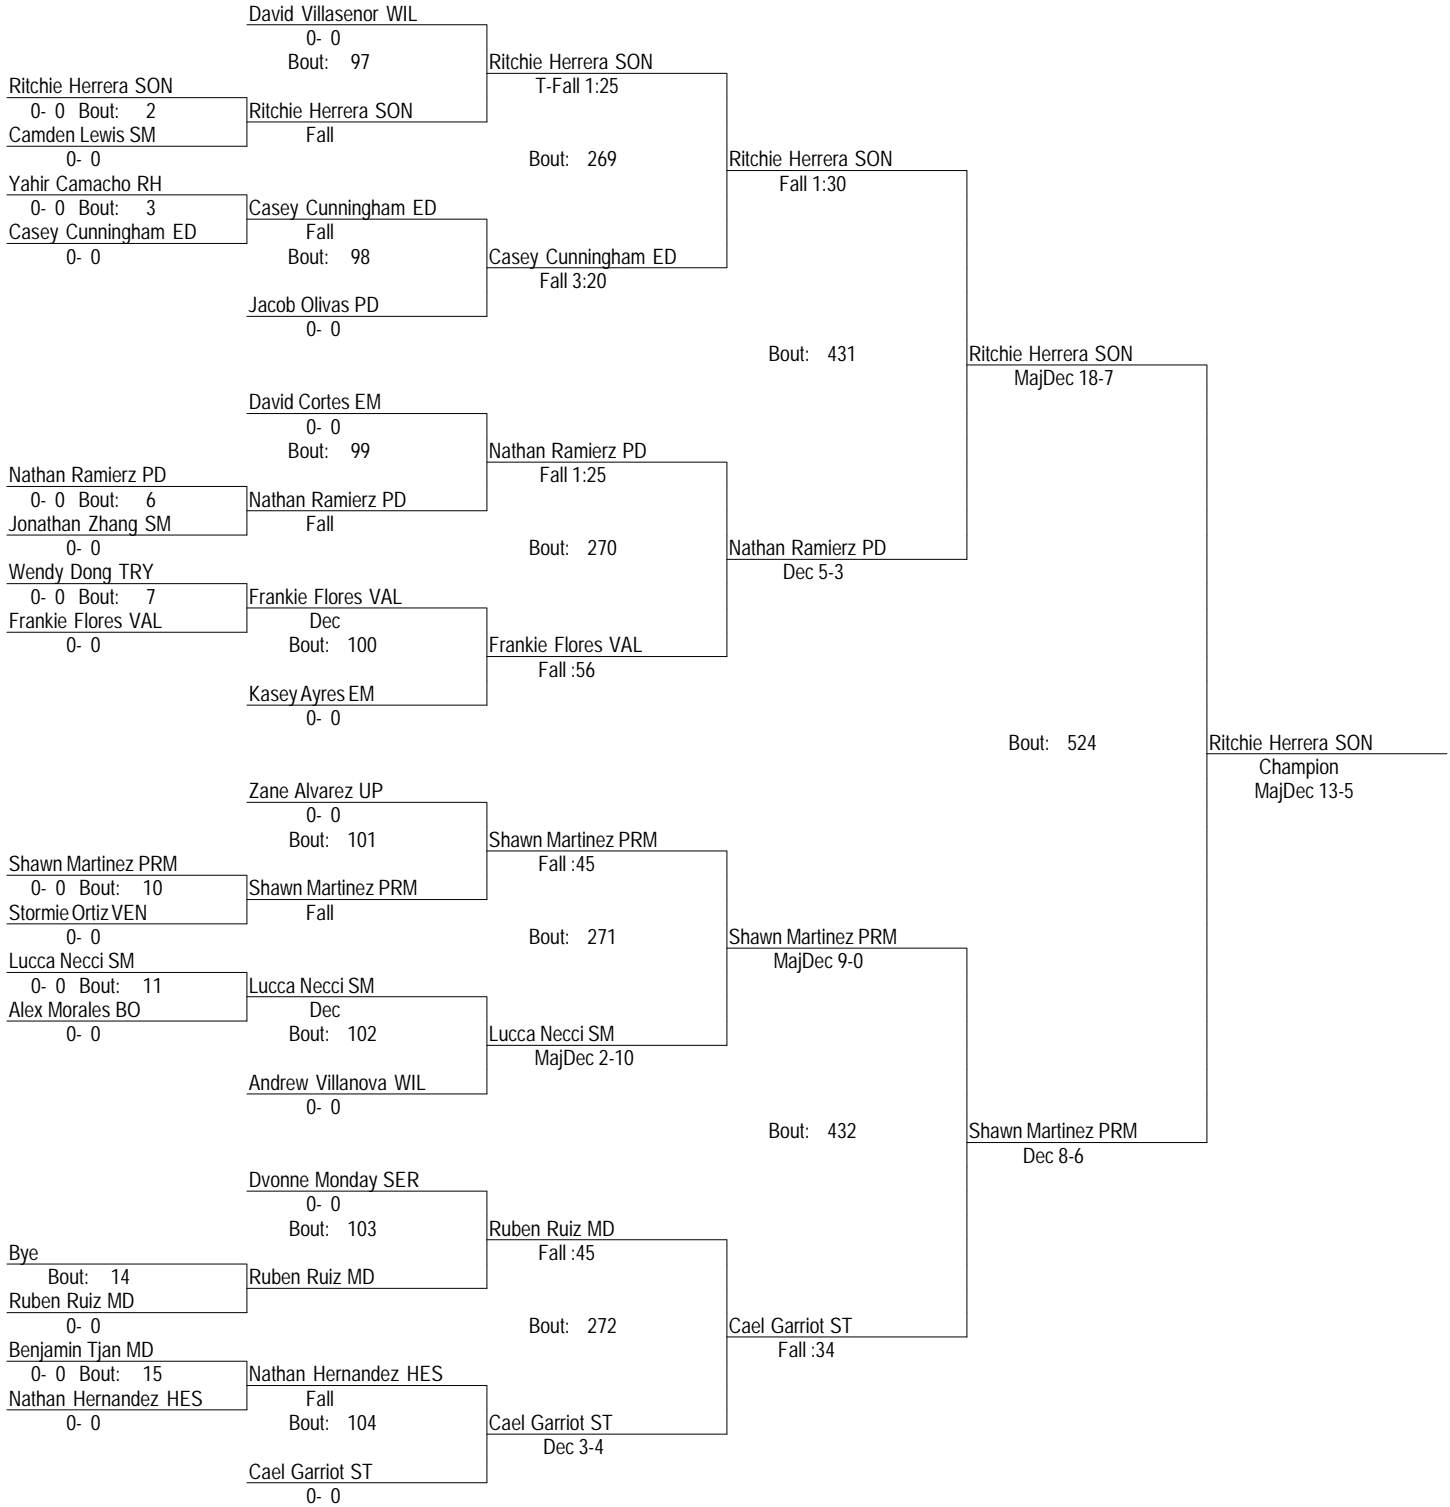 David Villasenor WIL
0- 0
Bout: 97
Ritchie Herrera SON
T-Fall 1:25
Ritchie Herrera SON
0- 0 Bout: 2
Ritchie Herrera SON
Camden Lewis SM
Fall
0- 0
Bout: 269
Ritchie Herrera SON
Yahir Camacho RH
Fall 1:30
0- 0 Bout: 3
Casey Cunningham ED
Casey Cunningham ED
Fall
0- 0
Bout: 98
Casey Cunningham ED
Fall 3:20
Jacob Olivas PD
0- 0
Bout: 431
Ritchie Herrera SON
MajDec 18-7
David Cortes EM
0- 0
Bout: 99
Nathan Ramierz PD
Nathan Ramierz PD
Fall 1:25
0- 0 Bout: 6
Nathan Ramierz PD
Jonathan Zhang SM
Fall
0- 0
Bout: 270
Nathan Ramierz PD
Wendy Dong TRY
Dec 5-3
0- 0 Bout: 7
Frankie Flores VAL
Frankie Flores VAL
Dec
0- 0
Bout: 100
Frankie Flores VAL
Fall :56
Kasey Ayres EM
0- 0
Bout: 524
Ritchie Herrera SON
Champion
MajDec 13-5
Zane Alvarez UP
0- 0
Bout: 101
Shawn Martinez PRM
Shawn Martinez PRM
Fall :45
0- 0 Bout: 10
Shawn Martinez PRM
Stormie Ortiz VEN
Fall
0- 0
Bout: 271
Shawn Martinez PRM
Lucca Necci SM
MajDec 9-0
0- 0 Bout: 11
Lucca Necci SM
Alex Morales BO
Dec
0- 0
Bout: 102
Lucca Necci SM
MajDec 2-10
Andrew Villanova WIL
0- 0
Bout: 432
Shawn Martinez PRM
Dec 8-6
Dvonne Monday SER
0- 0
Bout: 103
Ruben Ruiz MD
Bye
Fall :45
Bout: 14
Ruben Ruiz MD
Ruben Ruiz MD
0- 0
Bout: 272
Cael Garriot ST
Benjamin Tjan MD
Fall :34
0- 0 Bout: 15
Nathan Hernandez HES
Nathan Hernandez HES
Fall
0- 0
Bout: 104
Cael Garriot ST
Dec 3-4
Cael Garriot ST
0- 0